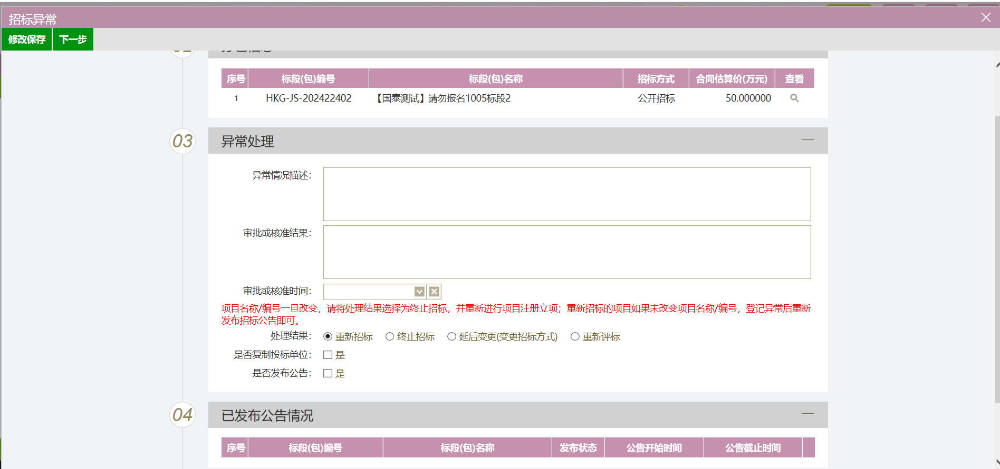 招标异常
修改保存 下一步
序号 标段(包)编号 标段(包)名称 招标方式 合同估算价(万元) 查看
1 HKG-JS-202422402 【国泰测试】请勿报名1005标段2 公开招标 50.000000
03 异常处理
异常情况描述：
审批或核准结果：
审批或核准时间：
项目名称/编号一旦改变，请将处理结果选择为终止招标，并重新进行项目注册立项；重新招标的项目如果未改变项目名称/编号，登记异常后重新
发布招标公告即可。
处理结果： 重新招标 终止招标 延后变更(变更招标方式) 重新评标
是否复制投标单位： 是
是否发布公告： 是
04 已发布公告情况
序号 标段(包)编号 标段(包)名称 发布状态 公告开始时间 公告截止时间